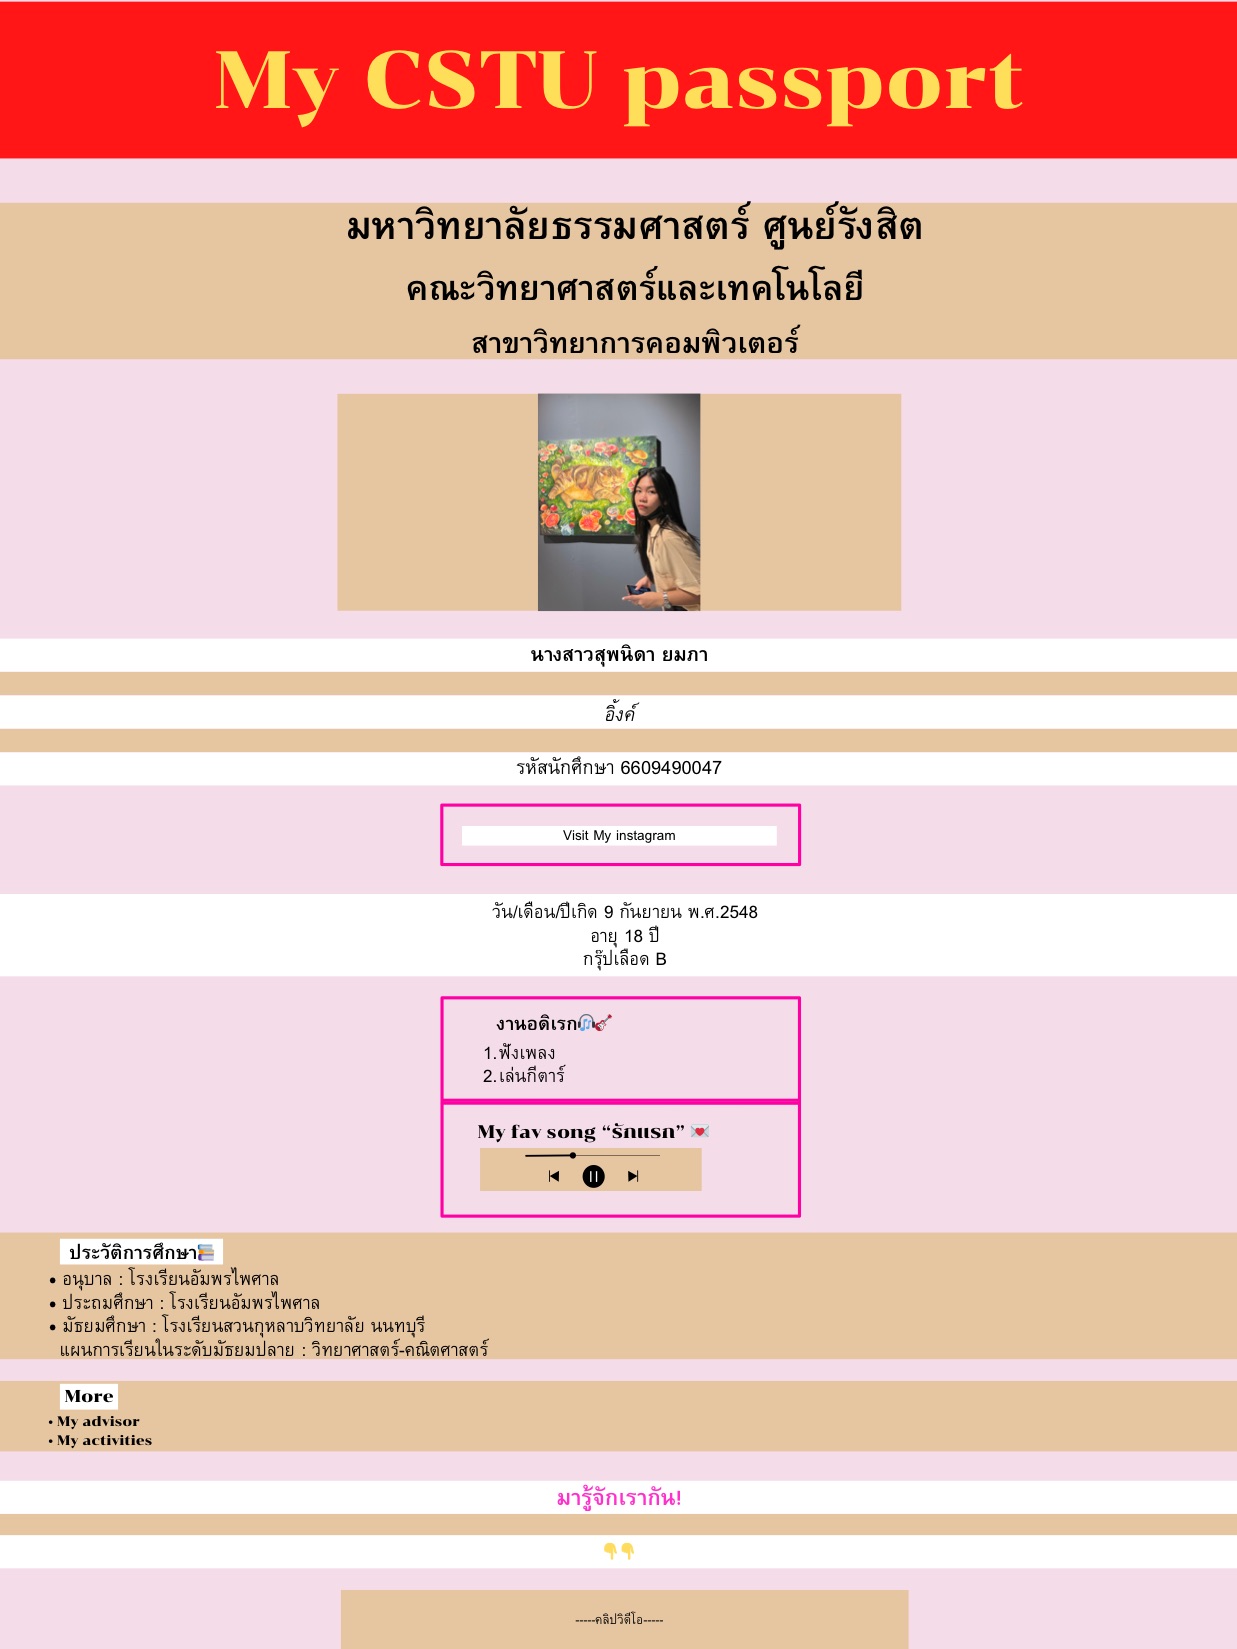 My CSTU passport
มหาวิทยาลัยธรรมศาสตร์ ศูนย์รังสิต
คณะวิทยาศาสตร์และเทคโนโลยี
สาขาวิทยาการคอมพิวเตอร์
นางสาวสุพนิดา ยมภา
อิ้งค์
รหัสนักศึกษา 6609490047
Visit My instagram
วัน/เดือน/ปีเกิด 9 กันยายน พ.ศ.2548
อายุ 18 ปี
กรุ๊ปเลือด B
งานอดิเรก🎧🎸
1. ฟังเพลง
2. เล่นกีตาร์
My fav song “รักแรก” 💌
ประวัติการศึกษา📚
• อนุบาล : โรงเรียนอัมพรไพศาล
• ประถมศึกษา : โรงเรียนอัมพรไพศาล
• มัธยมศึกษา : โรงเรียนสวนกุหลาบวิทยาลัย นนทบุรี
แผนการเรียนในระดับมัธยมปลาย : วิทยาศาสตร์-คณิตศาสตร์
More
• My advisor
• My activities
มารู้จักเรากัน!
👇👇
-----คลิปวิดีโอ-----